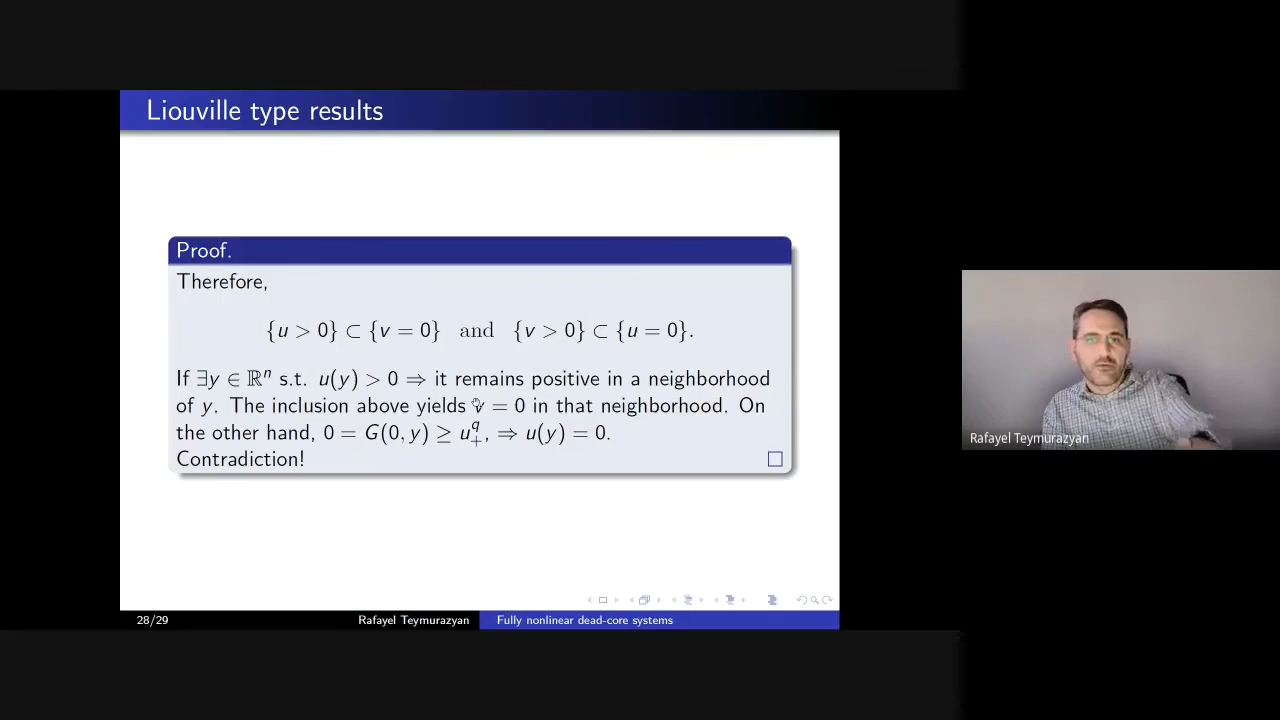 Liouville type results
Proof.
Therefore,
{u > 0} ⊂ {v = 0} and {v > 0} ⊂ {u = 0}.
If ∃y ∈ ℝⁿ s.t. u(y) > 0 ⇒ it remains positive in a neighborhood
of y. The inclusion above yields v = 0 in that neighborhood. On
the other hand, 0 = G(0, y) ≥ u₊^q, ⇒ u(y) = 0.
Contradiction! □
Rafayel Teymurazyan
28/29 Rafayel Teymurazyan Fully nonlinear dead-core systems